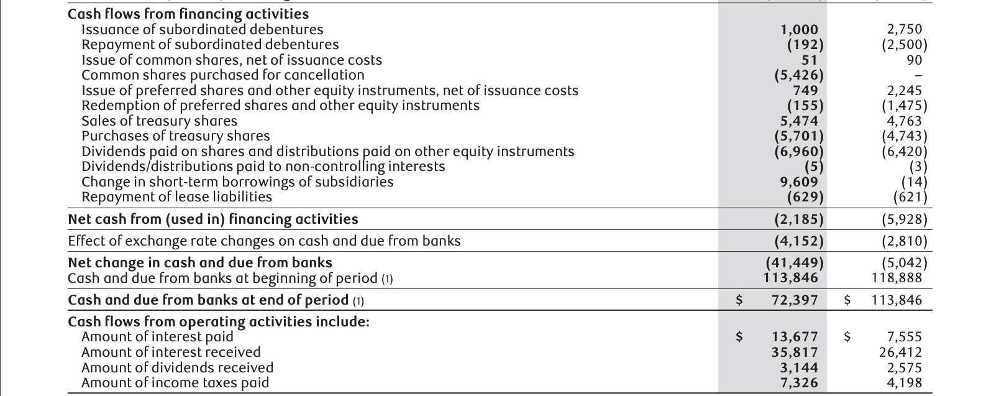 Cash flows from financing activities
Issuance of subordinated debentures 1,000 2,750
Repayment of subordinated debentures (192) (2,500)
Issue of common shares, net of issuance costs 51 90
Common shares purchased for cancellation (5,426) –
Issue of preferred shares and other equity instruments, net of issuance costs 749 2,245
Redemption of preferred shares and other equity instruments (155) (1,475)
Sales of treasury shares 5,474 4,763
Purchases of treasury shares (5,701) (4,743)
Dividends paid on shares and distributions paid on other equity instruments (6,960) (6,420)
Dividends/distributions paid to non-controlling interests (5) (3)
Change in short-term borrowings of subsidiaries 9,609 (14)
Repayment of lease liabilities (629) (621)
Net cash from (used in) financing activities (2,185) (5,928)
Effect of exchange rate changes on cash and due from banks (4,152) (2,810)
Net change in cash and due from banks (41,449) (5,042)
Cash and due from banks at beginning of period (1) 113,846 118,888
Cash and due from banks at end of period (1) $ 72,397 $ 113,846
Cash flows from operating activities include:
Amount of interest paid $ 13,677 $ 7,555
Amount of interest received 35,817 26,412
Amount of dividends received 3,144 2,575
Amount of income taxes paid 7,326 4,198